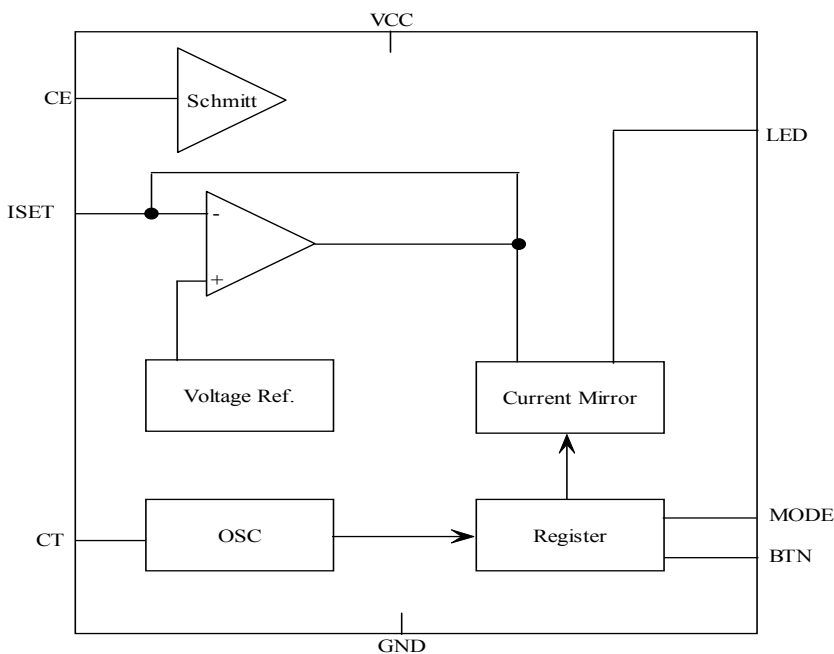 VCC
CE
Schmitt
LED
ISET
-
+
Voltage Ref.
Current Mirror
CT
OSC
Register
MODE
BTN
GND